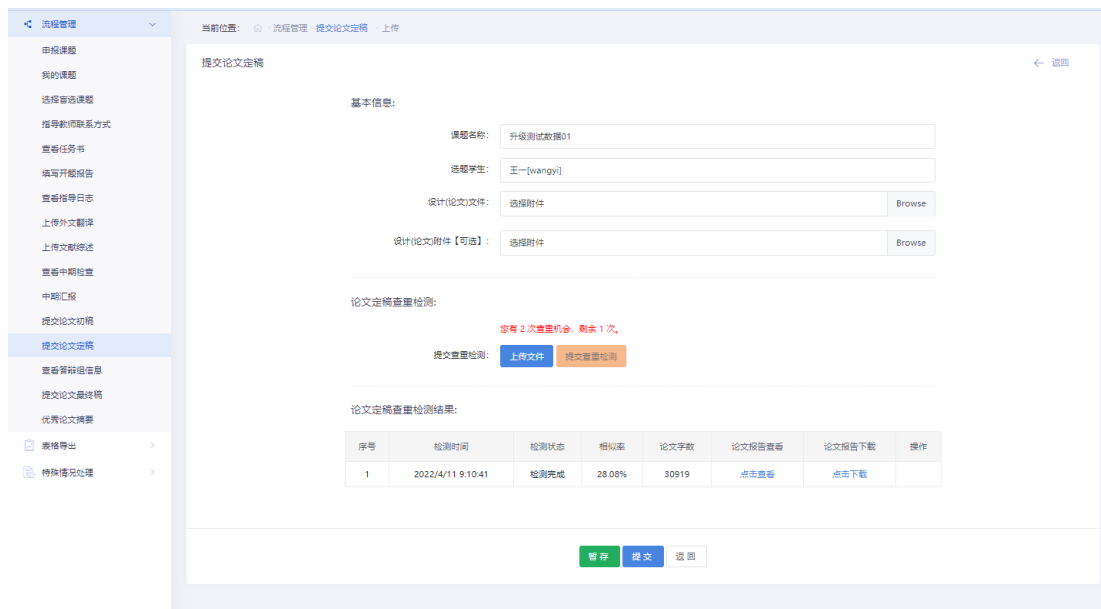 流程管理
申报课题
我的课题
选择盲选课题
指导教师联系方式
查看任务书
填写开题报告
查看指导日志
上传外文翻译
上传文献综述
查看中期检查
中期汇报
提交论文初稿
提交论文定稿
查看答辩组信息
提交论文最终稿
优秀论文摘要
表格导出
特殊情况处理
当前位置: 流程管理 · 提交论文定稿 · 上传
提交论文定稿 ← 返回
基本信息:
课题名称: 升级测试数据01
选题学生: 王一[wangyi]
设计(论文)文件: 选择附件 Browse
设计(论文)附件【可选】: 选择附件 Browse
论文定稿查重检测:
您有 2 次查重机会,剩余 1 次。
提交查重检测: 上传文件 提交查重检测
论文定稿查重检测结果:
序号 检测时间 检测状态 相似率 论文字数 论文报告查看 论文报告下载 操作
1 2022/4/11 9:10:41 检测完成 28.08% 30919 点击查看 点击下载
暂存 提交 返回